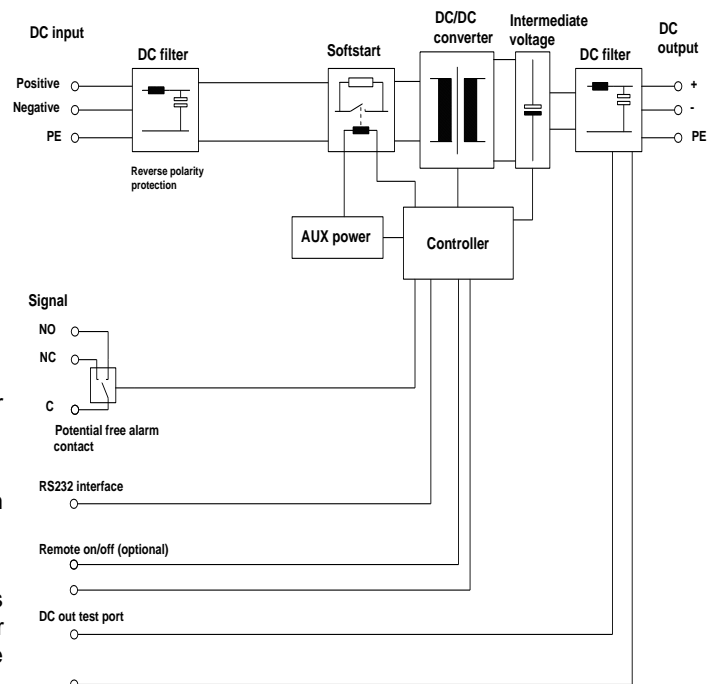 DC input
DC filter
Softstart
DC/DC
converter
Intermediate
voltage
DC filter
DC
output
Positive
Negative
PE
+
-
PE
Reverse polarity
protection
AUX power
Controller
Signal
NO
NC
C
Potential free alarm
contact
RS232 interface
Remote on/off (optional)
DC out test port